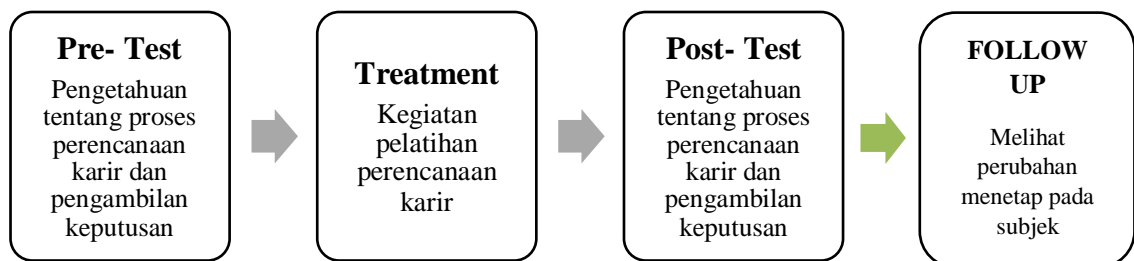 Pre- Test
Pengetahuan
tentang proses
perencanaan
karir dan
pengambilan
keputusan
Treatment
Kegiatan
pelatihan
perencanaan
karir
Post- Test
Pengetahuan
tentang proses
perencanaan
karir dan
pengambilan
keputusan
FOLLOW
UP
Melihat
perubahan
menetap pada
subjek